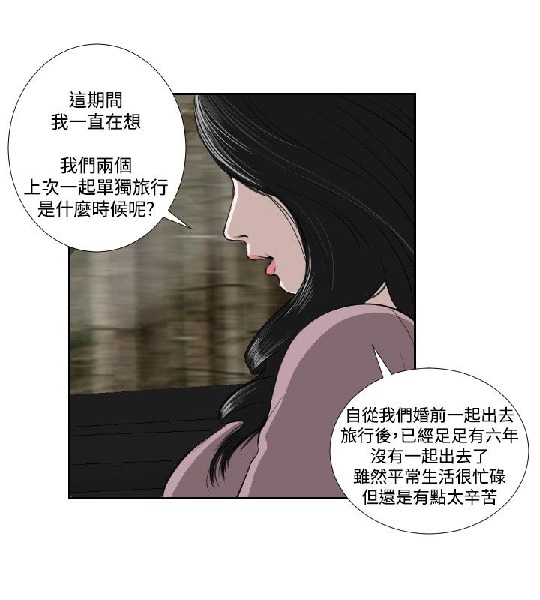 這期間
我一直在想
我們兩個
上次一起單獨旅行
是什麼時候呢?
自從我們婚前一起出去
旅行後,已經足足有六年
沒有一起出去了
雖然平常生活很忙碌
但還是有點太辛苦